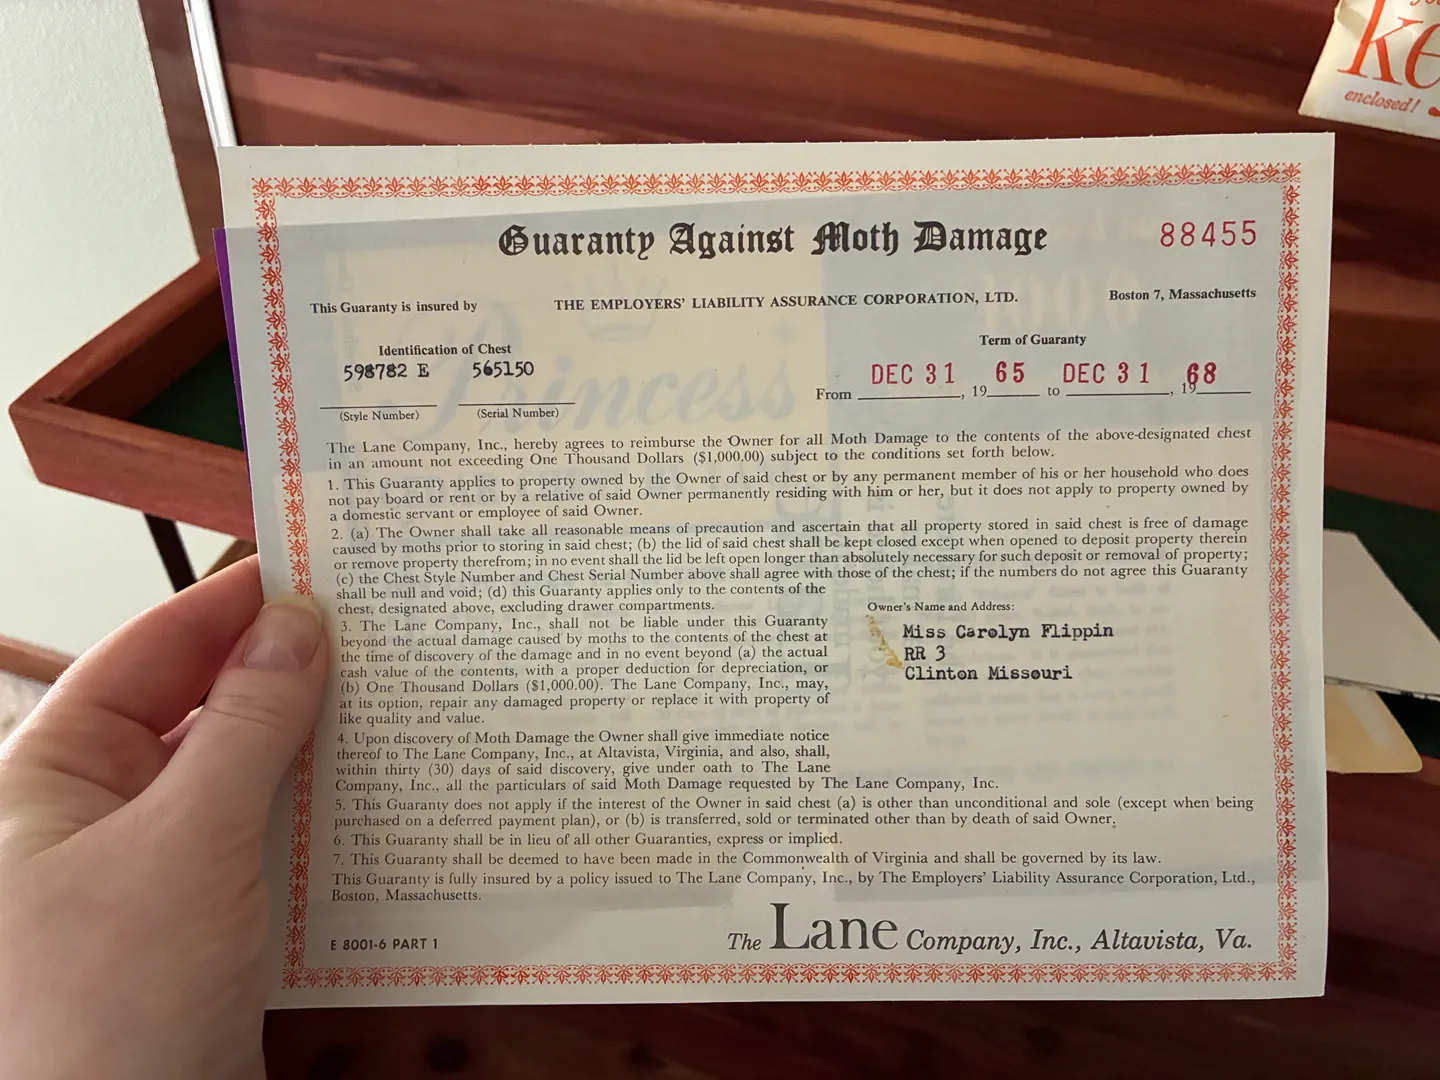 ke
enclosed!
Guaranty Against Moth Damage
88455
This Guaranty is insured by THE EMPLOYERS' LIABILITY ASSURANCE CORPORATION, LTD. Boston 7, Massachusetts
Identification of Chest
598782 E 565150
(Style Number) (Serial Number)
Term of Guaranty
From DEC 31, 19 65 to DEC 31, 19 68
The Lane Company, Inc., hereby agrees to reimburse the Owner for all Moth Damage to the contents of the above-designated chest
in an amount not exceeding One Thousand Dollars ($1,000.00) subject to the conditions set forth below.
1. This Guaranty applies to property owned by the Owner of said chest or by any permanent member of his or her household who does
not pay board or rent or by a relative of said Owner permanently residing with him or her, but it does not apply to property owned by
a domestic servant or employee of said Owner.
2. (a) The Owner shall take all reasonable means of precaution and ascertain that all property stored in said chest is free of damage
caused by moths prior to storing in said chest; (b) the lid of said chest shall be kept closed except when opened to deposit property therein
or remove property therefrom; in no event shall the lid be left open longer than absolutely necessary for such deposit or removal of property;
(c) the Chest Style Number and Chest Serial Number above shall agree with those of the chest; if the numbers do not agree this Guaranty
shall be null and void; (d) this Guaranty applies only to the contents of the
chest, designated above, excluding drawer compartments.
3. The Lane Company, Inc., shall not be liable under this Guaranty
beyond the actual damage caused by moths to the contents of the chest at
the time of discovery of the damage and in no event beyond (a) the actual
cash value of the contents, with a proper deduction for depreciation, or
(b) One Thousand Dollars ($1,000.00). The Lane Company, Inc., may,
at its option, repair any damaged property or replace it with property of
like quality and value.
Owner's Name and Address:
Miss Carolyn Flippin
RR 3
Clinton Missouri
4. Upon discovery of Moth Damage the Owner shall give immediate notice
thereof to The Lane Company, Inc., at Altavista, Virginia, and also, shall,
within thirty (30) days of said discovery, give under oath to The Lane
Company, Inc., all the particulars of said Moth Damage requested by The Lane Company, Inc.
5. This Guaranty does not apply if the interest of the Owner in said chest (a) is other than unconditional and sole (except when being
purchased on a deferred payment plan), or (b) is transferred, sold or terminated other than by death of said Owner.
6. This Guaranty shall be in lieu of all other Guaranties, express or implied.
7. This Guaranty shall be deemed to have been made in the Commonwealth of Virginia and shall be governed by its law.
This Guaranty is fully insured by a policy issued to The Lane Company, Inc., by The Employers' Liability Assurance Corporation, Ltd.,
Boston, Massachusetts.
E 8001-6 PART 1
The Lane Company, Inc., Altavista, Va.
Princess